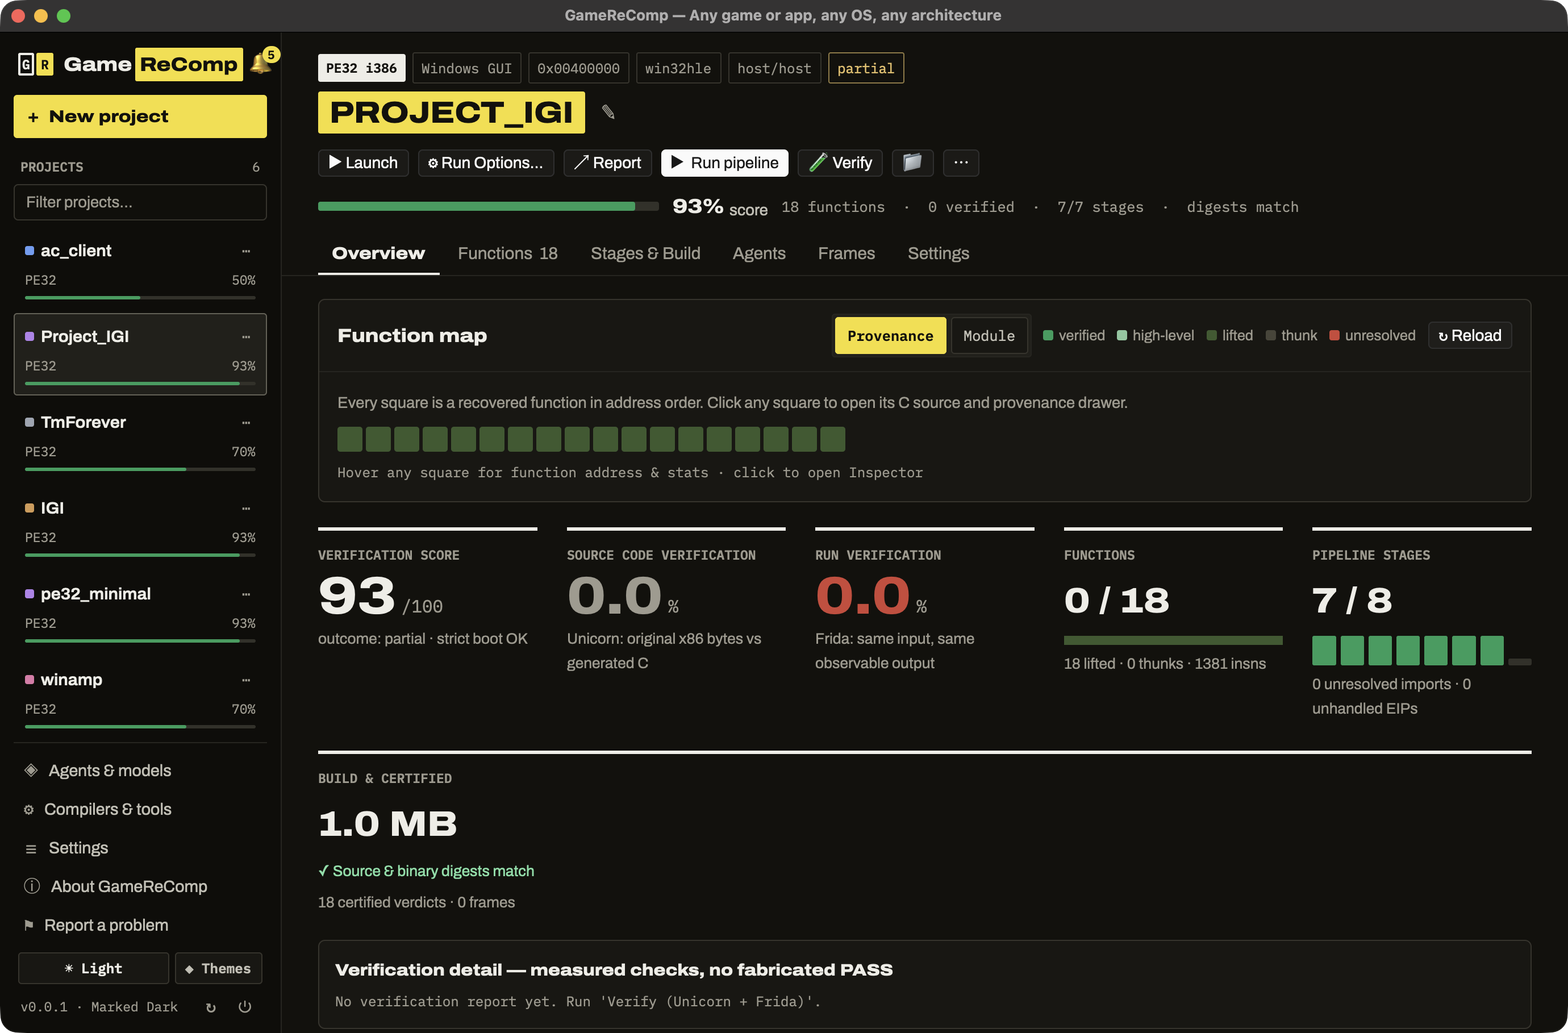 GameReComp — Any game or app, any OS, any architecture
GR Game ReComp 5
+ New project
PROJECTS 6
Filter projects...
ac_client ...
PE32 50%
Project_IGI ...
PE32 93%
TmForever ...
PE32 70%
IGI ...
PE32 93%
pe32_minimal ...
PE32 93%
winamp ...
PE32 70%
Agents & models
Compilers & tools
Settings
About GameReComp
Report a problem
Light Themes
v0.0.1 · Marked Dark
PE32 i386 Windows GUI 0x00400000 win32hle host/host partial
PROJECT_IGI
Launch Run Options... Report Run pipeline Verify ...
93% score 18 functions · 0 verified · 7/7 stages · digests match
Overview Functions 18 Stages & Build Agents Frames Settings
Function map Provenance Module verified high-level lifted thunk unresolved ↻ Reload
Every square is a recovered function in address order. Click any square to open its C source and provenance drawer.
Hover any square for function address & stats · click to open Inspector
VERIFICATION SCORE
93 /100
outcome: partial · strict boot OK
SOURCE CODE VERIFICATION
0.0 %
Unicorn: original x86 bytes vs
generated C
RUN VERIFICATION
0.0 %
Frida: same input, same
observable output
FUNCTIONS
0 / 18
18 lifted · 0 thunks · 1381 insns
PIPELINE STAGES
7 / 8
0 unresolved imports · 0
unhandled EIPs
BUILD & CERTIFIED
1.0 MB
✓ Source & binary digests match
18 certified verdicts · 0 frames
Verification detail — measured checks, no fabricated PASS
No verification report yet. Run 'Verify (Unicorn + Frida)'.